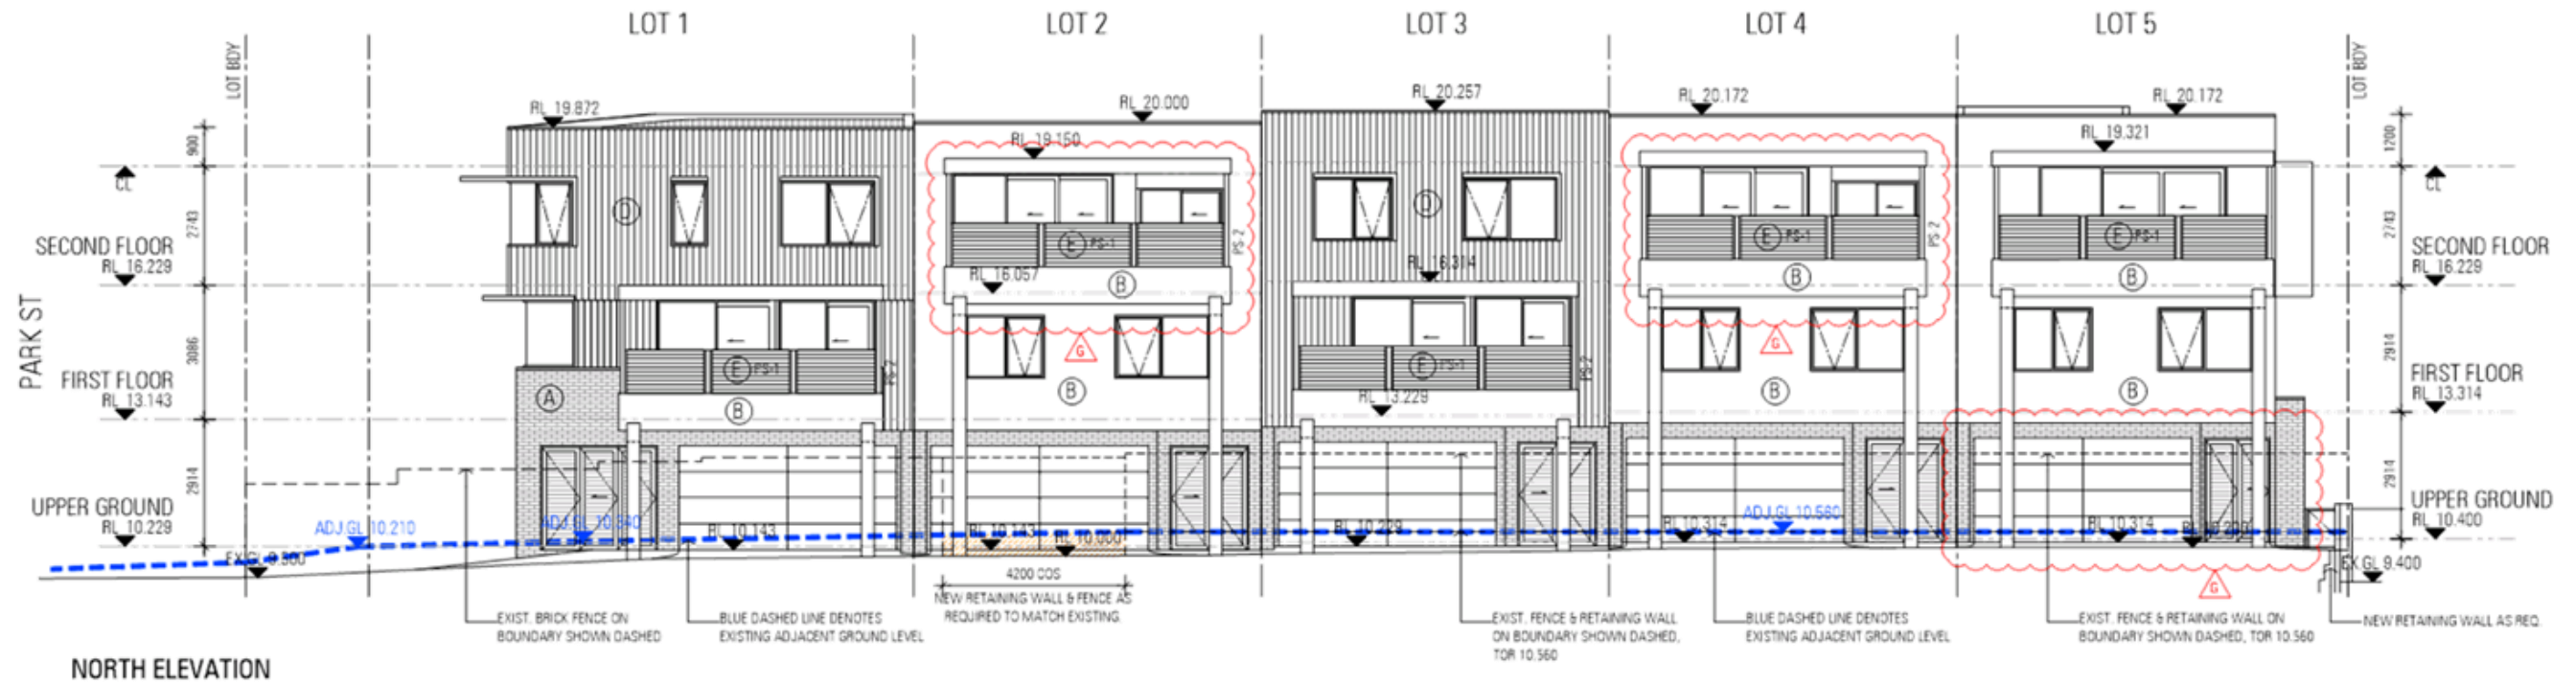 LOT 1
LOT 2
LOT 3
LOT 4
LOT 5
LOT BDY
LOT BDY
RL 19.872
RL 20.000
RL 20.257
RL 20.172
RL 20.172
RL 19.150
RL 19.321
900
1200
CL
CL
D
D
2743
2743
E PS-1
PS-2
E PS-1
PS-2
E PS-1
SECOND FLOOR
RL 16.229
SECOND FLOOR
RL 16.229
RL 16.057
B
RL 16.314
B
B
PARK ST
3086
2914
G
G
FIRST FLOOR
RL 13.143
FIRST FLOOR
RL 13.314
E PS-1
PS-2
E PS-1
PS-2
A
B
B
RL 13.229
B
B
2914
2914
UPPER GROUND
RL 10.229
UPPER GROUND
RL 10.400
ADJ.GL 10.210
ADJ.GL 10.340
RL 10.143
RL 10.143
RL 10.000
RL 10.229
RL 10.314
ADJ.GL 10.560
RL 10.314
EX.GL 9.400
4200 COS
NEW RETAINING WALL & FENCE AS
REQUIRED TO MATCH EXISTING.
G
EXIST. BRICK FENCE ON
BOUNDARY SHOWN DASHED
BLUE DASHED LINE DENOTES
EXISTING ADJACENT GROUND LEVEL
EXIST. FENCE & RETAINING WALL
ON BOUNDARY SHOWN DASHED,
TOR 10.560
BLUE DASHED LINE DENOTES
EXISTING ADJACENT GROUND LEVEL
EXIST. FENCE & RETAINING WALL ON
BOUNDARY SHOWN DASHED, TOR 10.560
NEW RETAINING WALL AS REQ.
NORTH ELEVATION